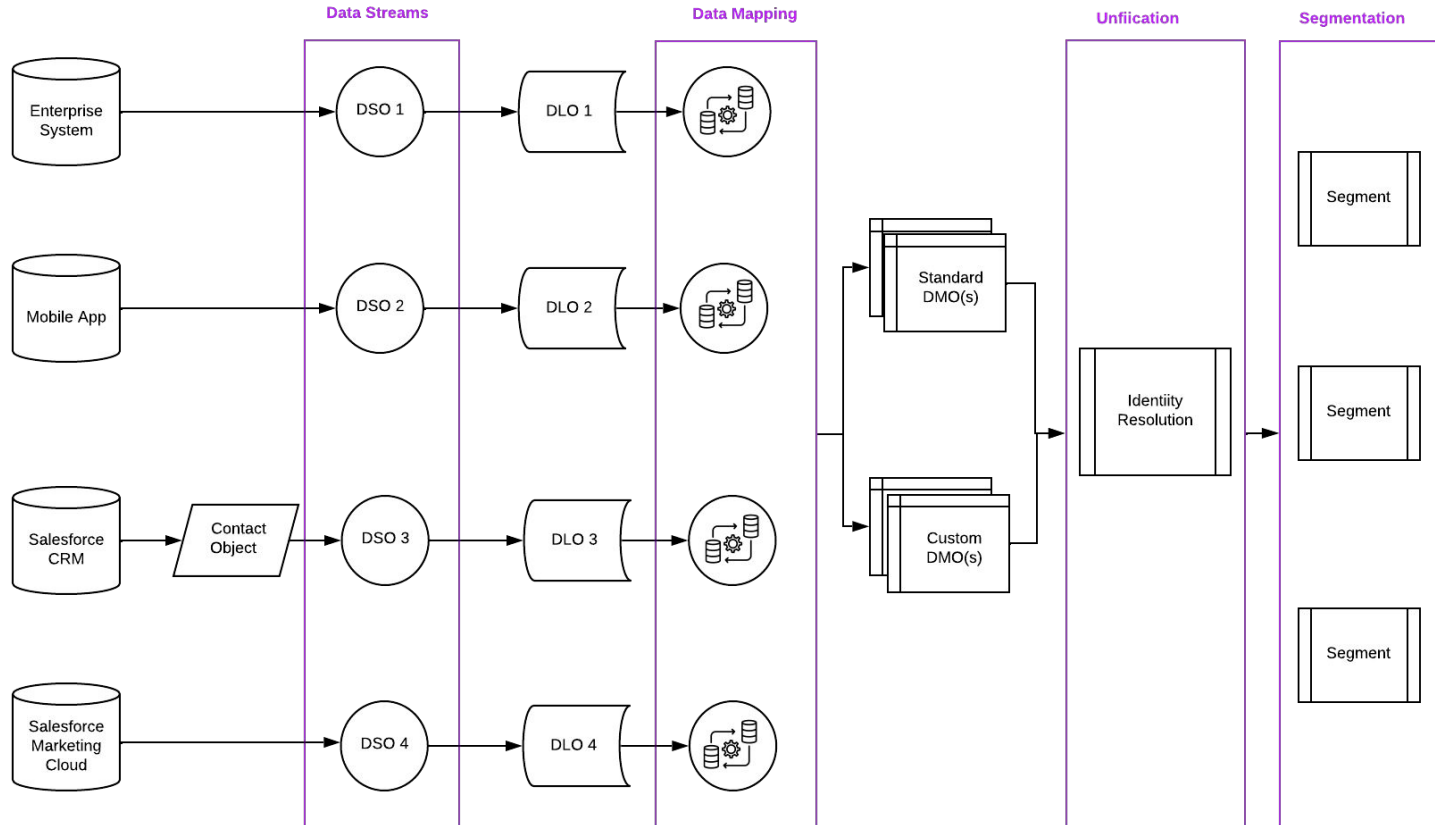 Data Streams
Data Mapping
Unfiication
Segmentation
Enterprise
System
DSO 1
DLO 1
Segment
Mobile App
DSO 2
DLO 2
Standard
DMO(s)
Identiity
Resolution
Segment
Salesforce
CRM
Contact
Object
DSO 3
DLO 3
Custom
DMO(s)
Segment
Salesforce
Marketing
Cloud
DSO 4
DLO 4